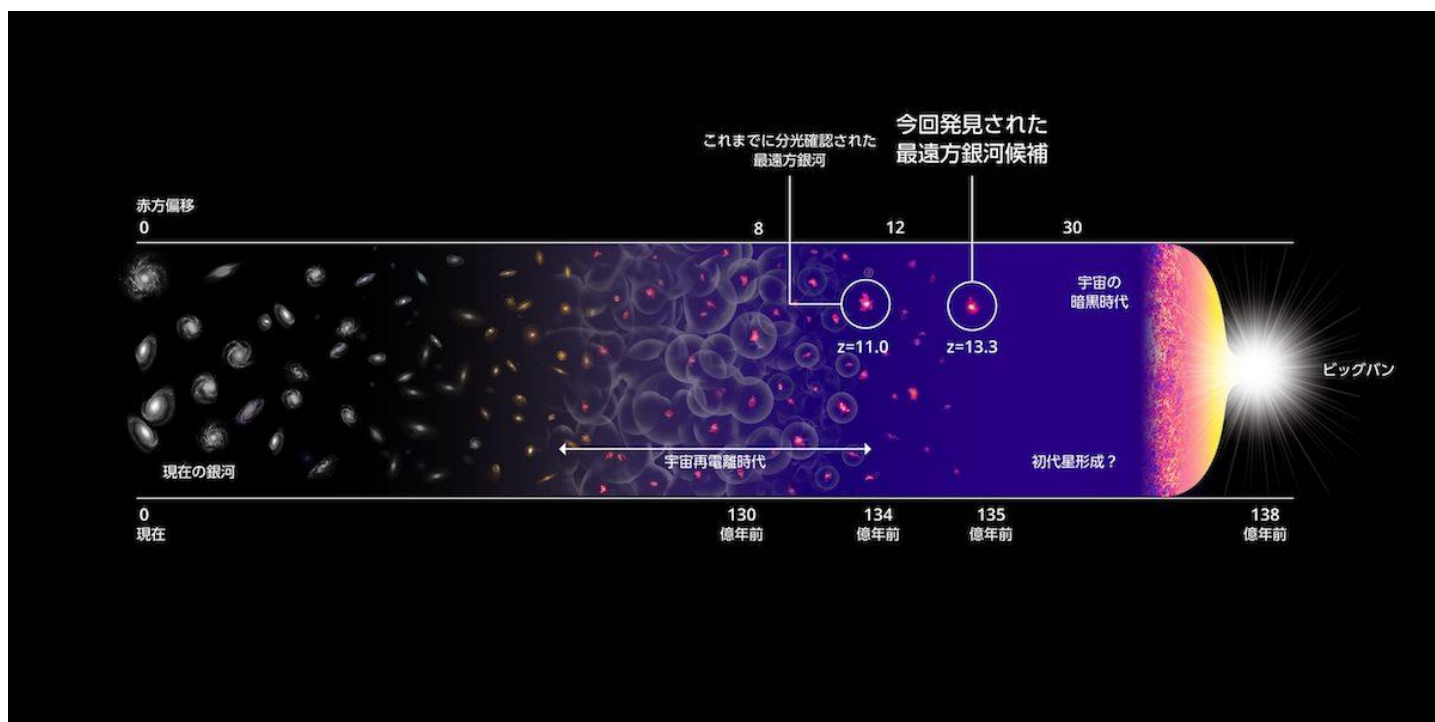 今回発見された
最遠方銀河候補
これまでに分光確認された
最遠方銀河
赤方偏移
0
8
12
30
宇宙の
暗黒時代
z=11.0
z=13.3
ビッグバン
宇宙再電離時代
初代星形成？
現在の銀河
0
現在
130
億年前
134
億年前
135
億年前
138
億年前